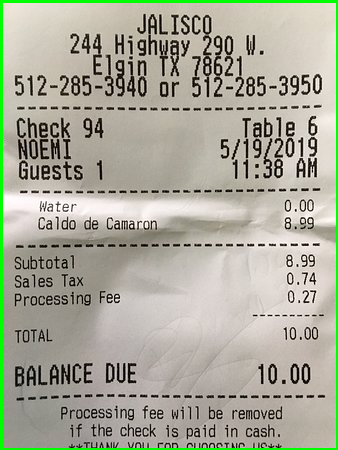 JALISCO
244 Highway 290 W.
Elgin TX 78621
512-285-3940 or 512-285-3950
Check 94 Table 6
NOEMI 5/19/2019
Guests 1 11:38 AM
Water 0.00
Caldo de Camaron 8.99
Subtotal 8.99
Sales Tax 0.74
Processing Fee 0.27
TOTAL 10.00
BALANCE DUE 10.00
Processing fee will be removed
if the check is paid in cash.
**THANK YOU FOR CHOOSING US**